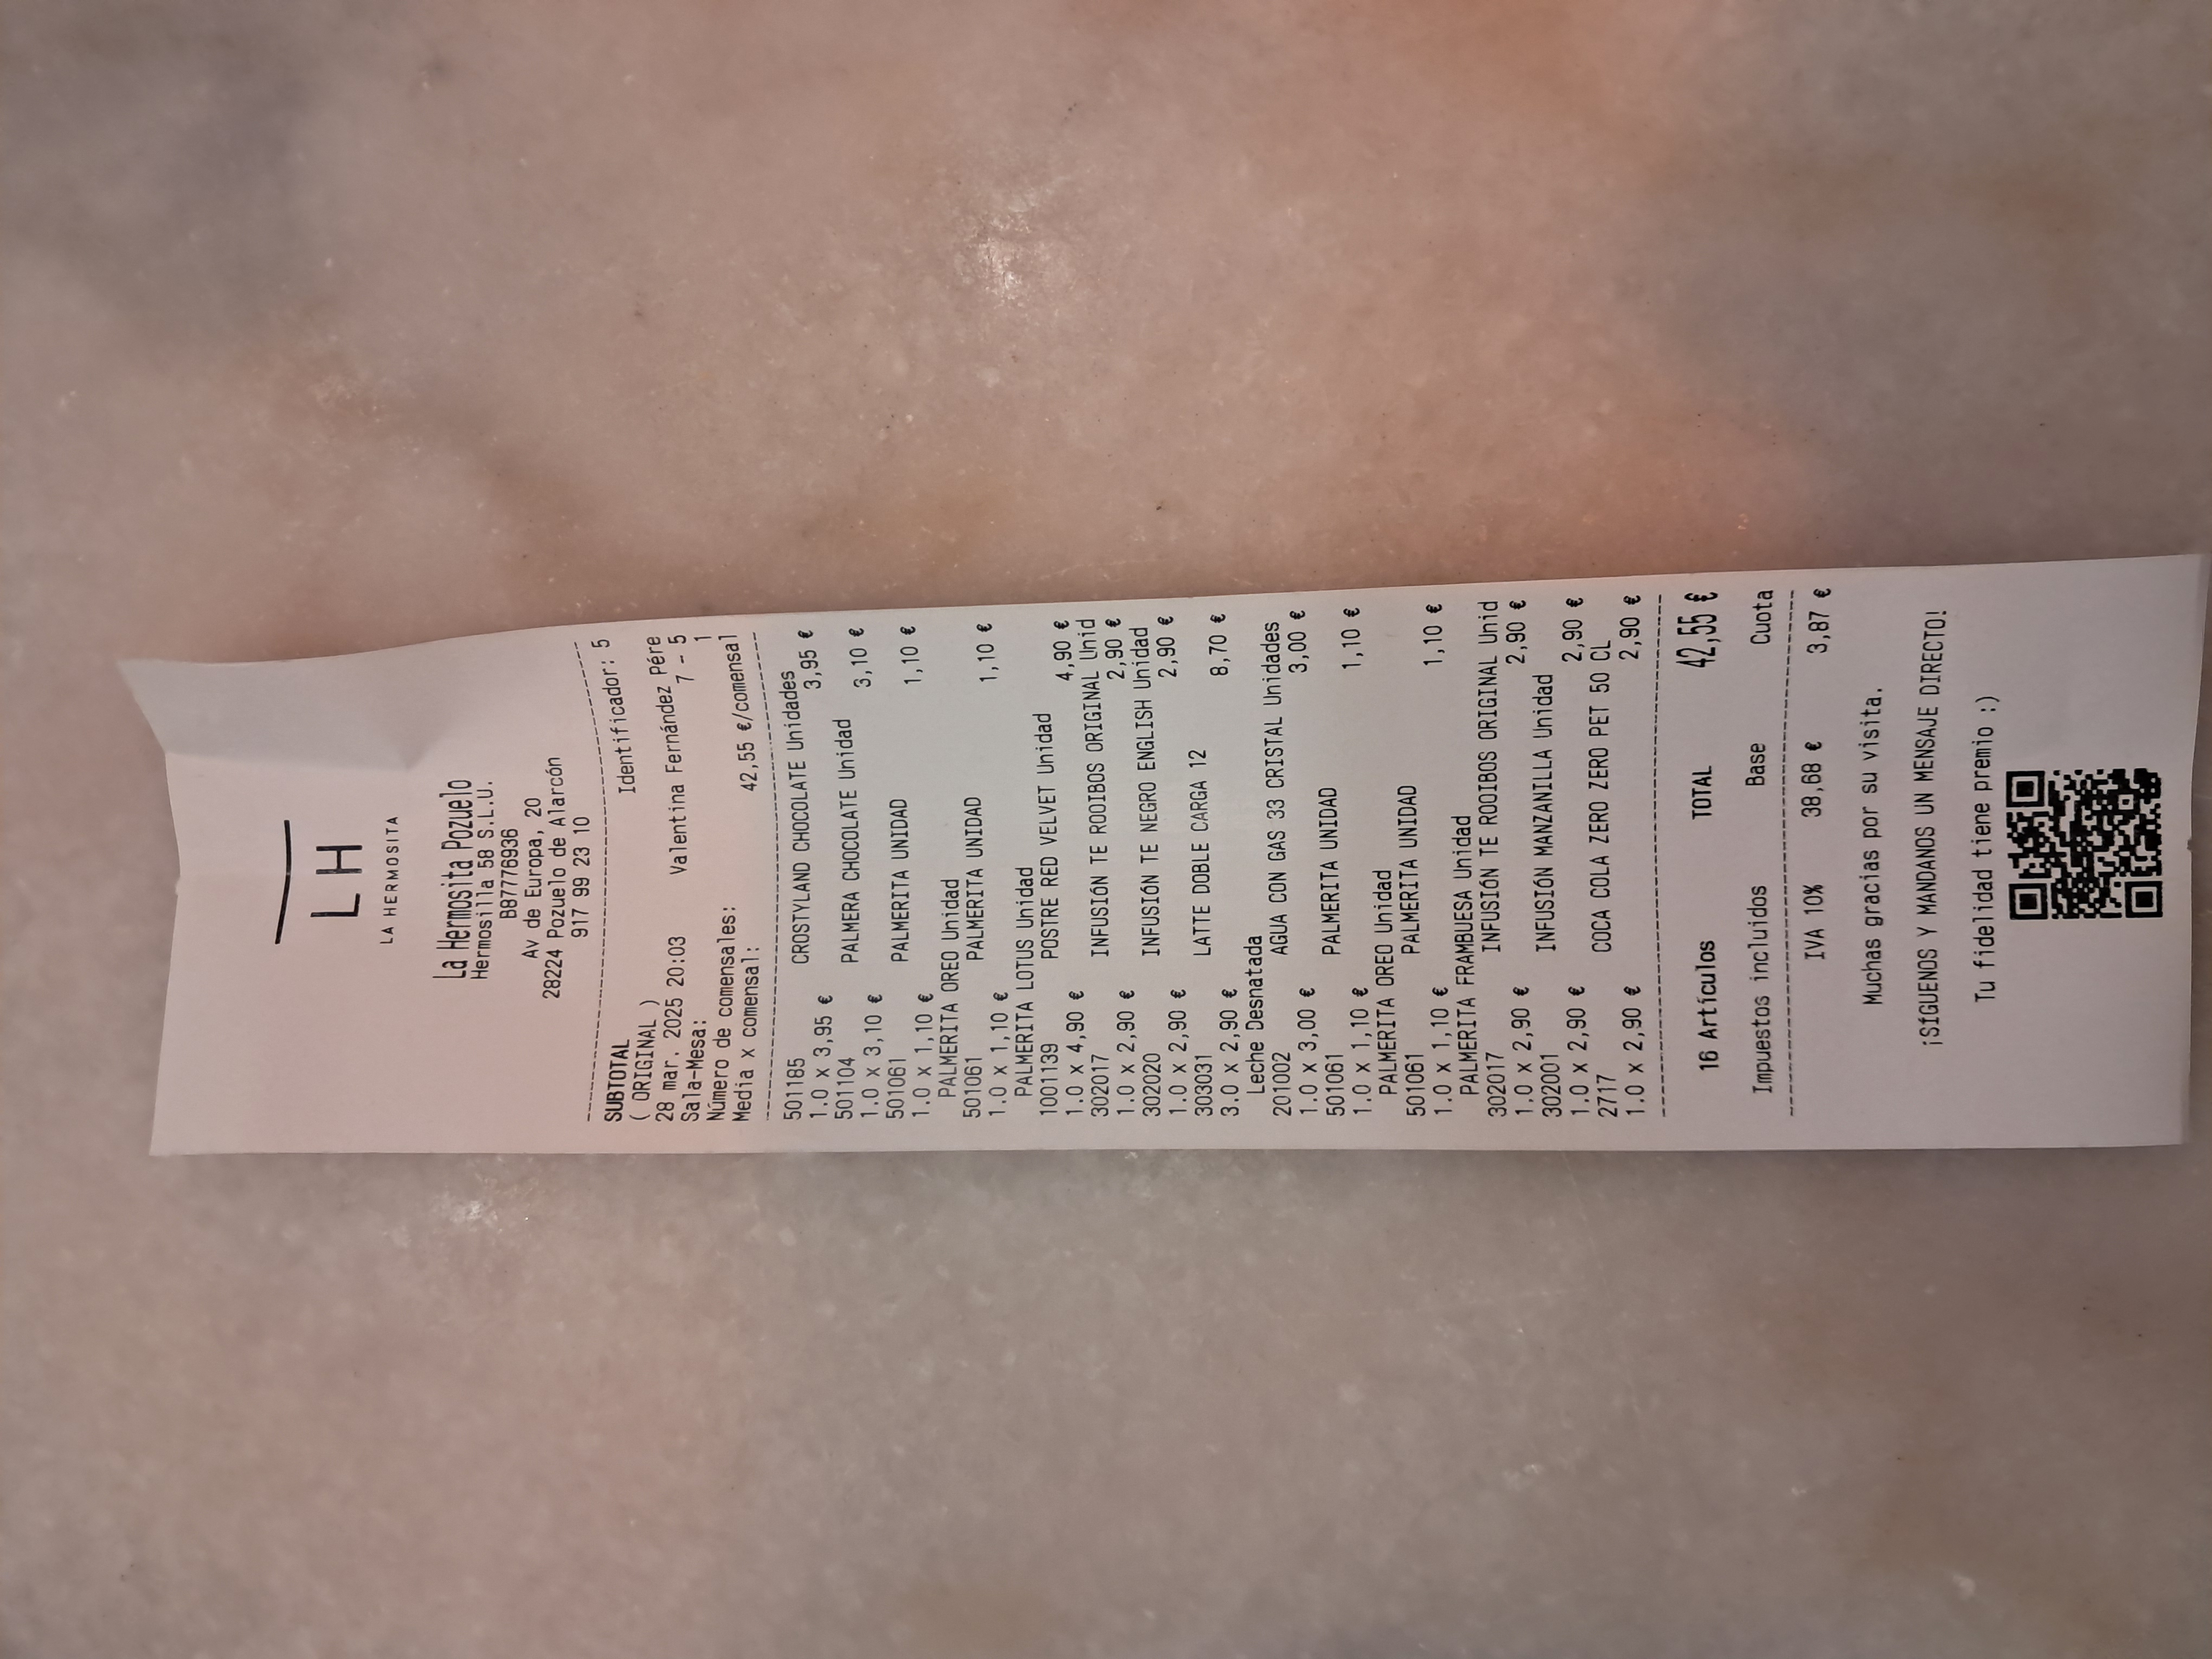 LH
LA HERMOSITA
La Hermosita Pozuelo
Hermosilla 58 S.L.U.
B87776936
Av de Europa, 20
28224 Pozuelo de Alarcón
917 99 23 10
SUBTOTAL Identificador: 5
( ORIGINAL )
28 mar. 2025 20:03 Valentina Fernández Pére
Sala-Mesa: 7 - 5
Número de comensales: 1
Media x comensal: 42,55 €/comensal
501185 CROSTYLAND CHOCOLATE Unidades
1.0 x 3,95 € 3,95 €
501104 PALMERA CHOCOLATE Unidad
1.0 x 3,10 € 3,10 €
501061 PALMERITA UNIDAD
1.0 x 1,10 € 1,10 €
PALMERITA OREO Unidad
501061 PALMERITA UNIDAD
1.0 x 1,10 € 1,10 €
PALMERITA LOTUS Unidad
1001139 POSTRE RED VELVET Unidad
1.0 x 4,90 € 4,90 €
302017 INFUSIÓN TE ROOIBOS ORIGINAL Unid
1.0 x 2,90 € 2,90 €
302020 INFUSIÓN TE NEGRO ENGLISH Unidad
1.0 x 2,90 € 2,90 €
303031 LATTE DOBLE CARGA 12
3.0 x 2,90 € 8,70 €
Leche Desnatada
201002 AGUA CON GAS 33 CRISTAL Unidades
1.0 x 3,00 € 3,00 €
501061 PALMERITA UNIDAD
1.0 x 1,10 € 1,10 €
PALMERITA OREO Unidad
501061 PALMERITA UNIDAD
1.0 x 1,10 € 1,10 €
PALMERITA FRAMBUESA Unidad
302017 INFUSIÓN TE ROOIBOS ORIGINAL Unid
1.0 x 2,90 € 2,90 €
302001 INFUSIÓN MANZANILLA Unidad
1.0 x 2,90 € 2,90 €
2717 COCA COLA ZERO ZERO PET 50 CL
1.0 x 2,90 € 2,90 €
16 Artículos TOTAL 42,55 €
Impuestos incluidos Base Cuota
IVA 10% 38,68 € 3,87 €
Muchas gracias por su visita.
¡SÍGUENOS Y MANDANOS UN MENSAJE DIRECTO!
Tu fidelidad tiene premio :)